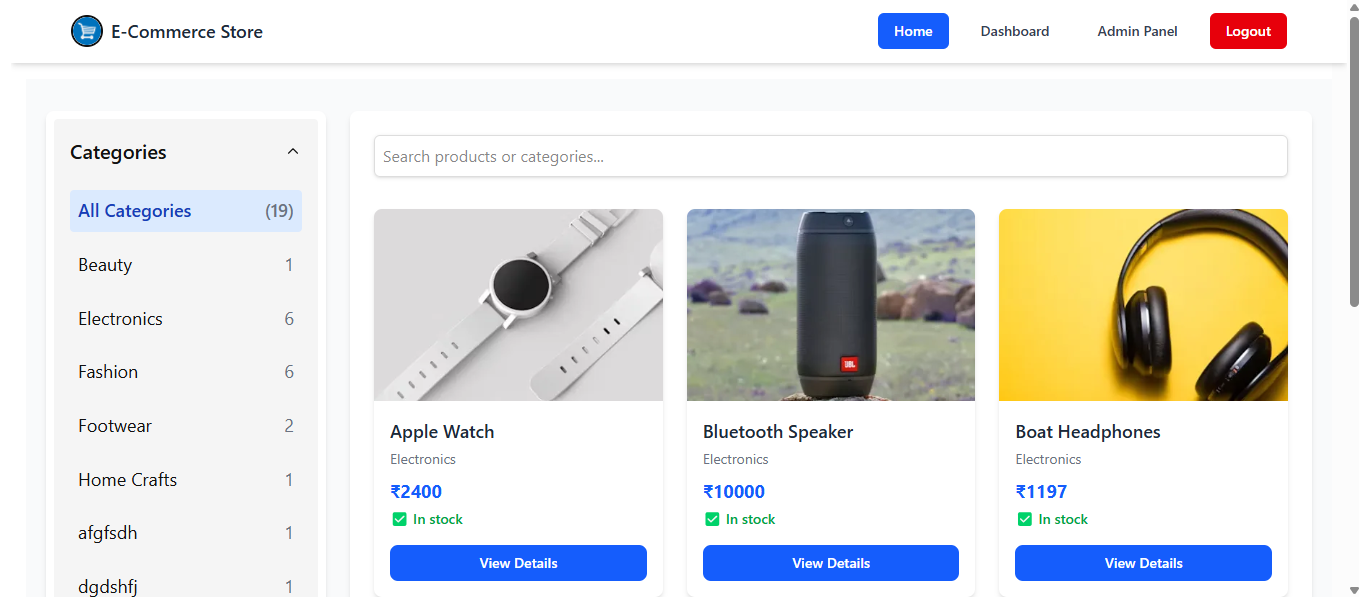 E-Commerce Store
Home
Dashboard
Admin Panel
Logout
Categories
All Categories (19)
Beauty 1
Electronics 6
Fashion 6
Footwear 2
Home Crafts 1
afgfsdh 1
dgdshfj 1
Search products or categories...
JBL
Apple Watch
Electronics
₹2400
In stock
View Details
Bluetooth Speaker
Electronics
₹10000
In stock
View Details
Boat Headphones
Electronics
₹1197
In stock
View Details